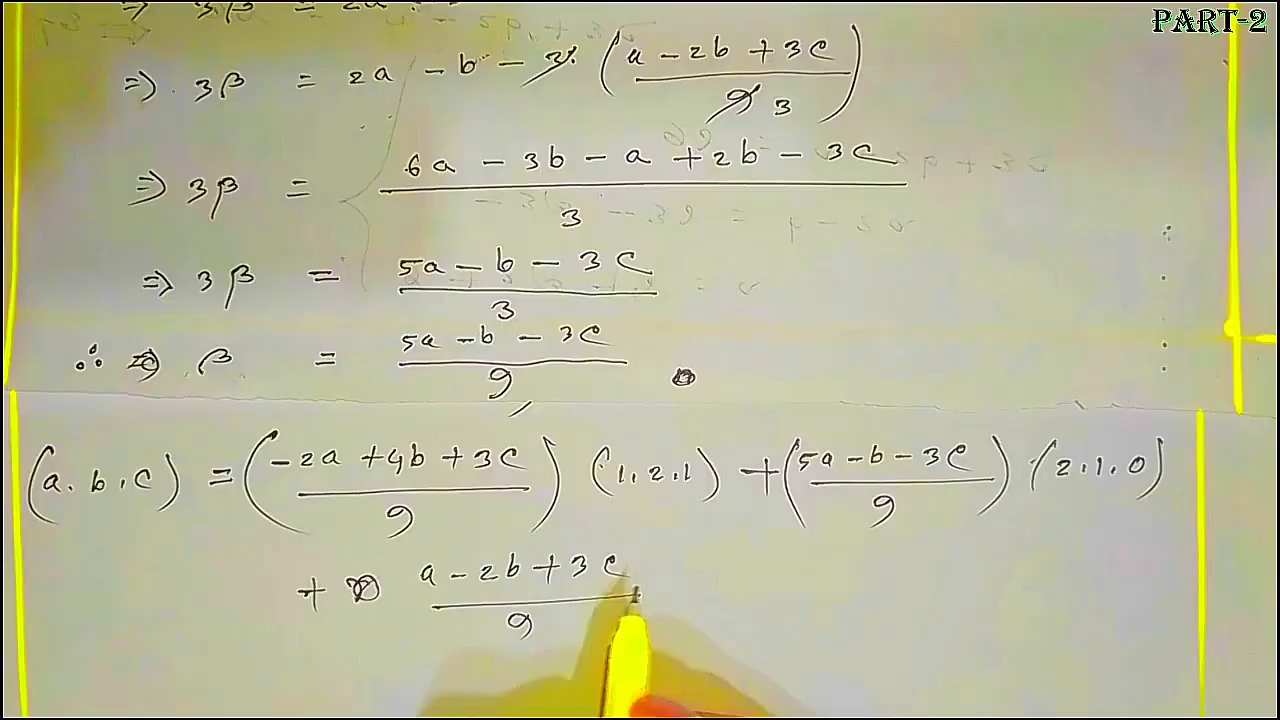 PART-2
⇒ 3β = 2a
⇒ 3β = 2a - b - 3. (a - 2b + 3c / 9 3)
⇒ 3β = 6a - 3b - a + 2b - 3c / 3
⇒ 3β = 5a - b - 3c / 3
∴ ⇒ β = 5a - b - 3c / 9
(a, b, c) = (-2a + 4b + 3c / 9) (1, 2, 1) + (5a - b - 3c / 9) (2, 1, 0)
+ a - 2b + 3c / 9